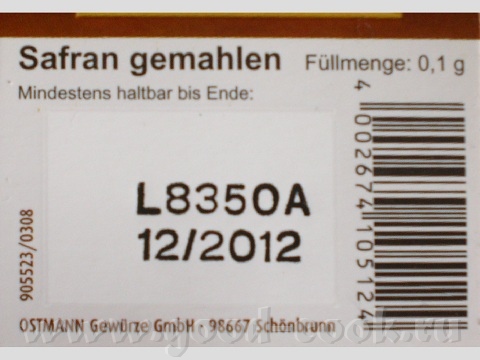 Safran gemahlen Füllmenge: 0,1 g
Mindestens haltbar bis Ende:
L8350A
12/2012
905523/0308
4 002674 105124
OSTMANN Gewürze GmbH · 98667 Schönbrunn
www.good-cook.ru